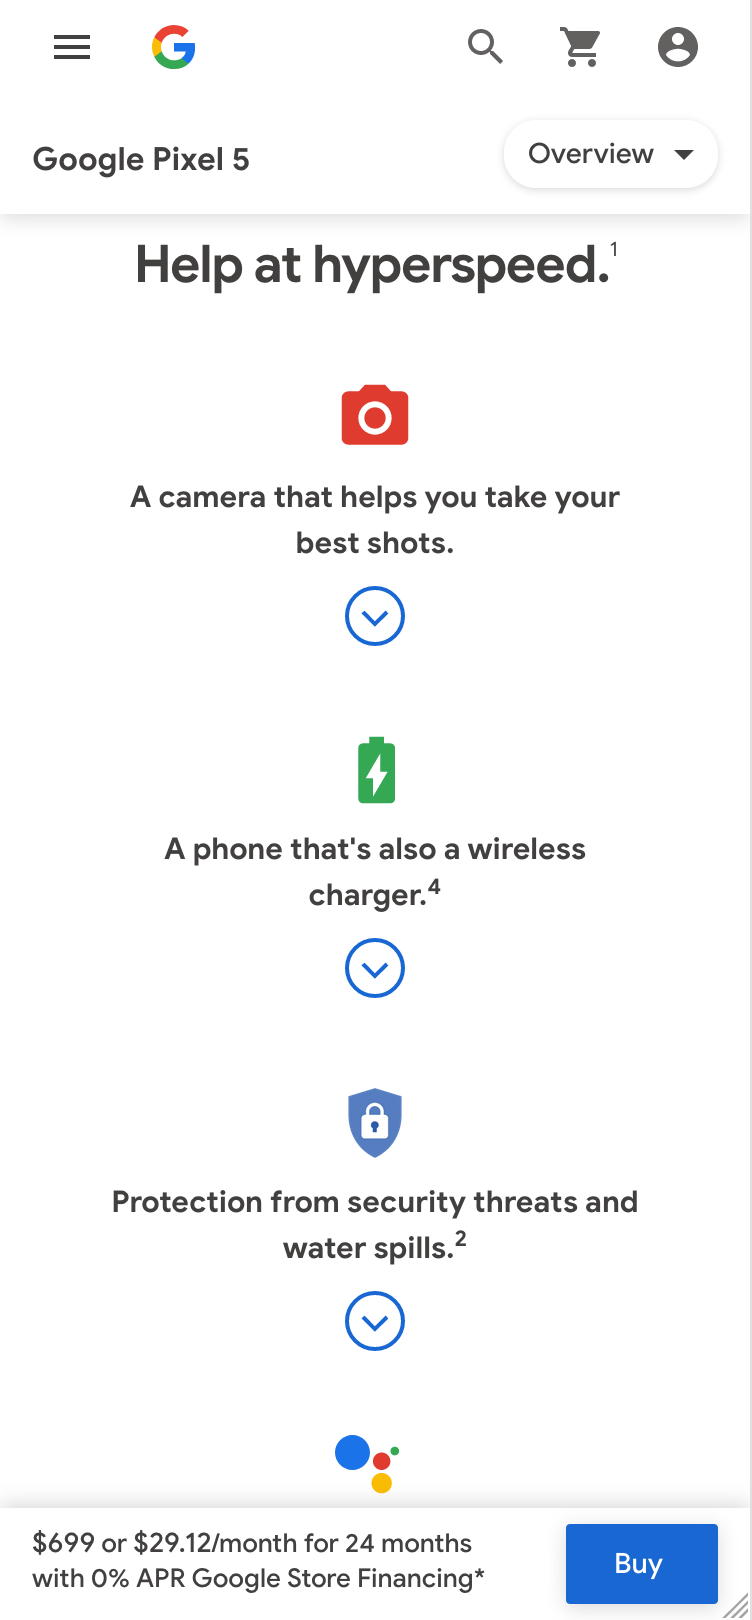 Google Pixel 5
Overview
Help at hyperspeed.1
A camera that helps you take your
best shots.
A phone that's also a wireless
charger.4
Protection from security threats and
water spills.2
$699 or $29.12/month for 24 months
with 0% APR Google Store Financing*
Buy